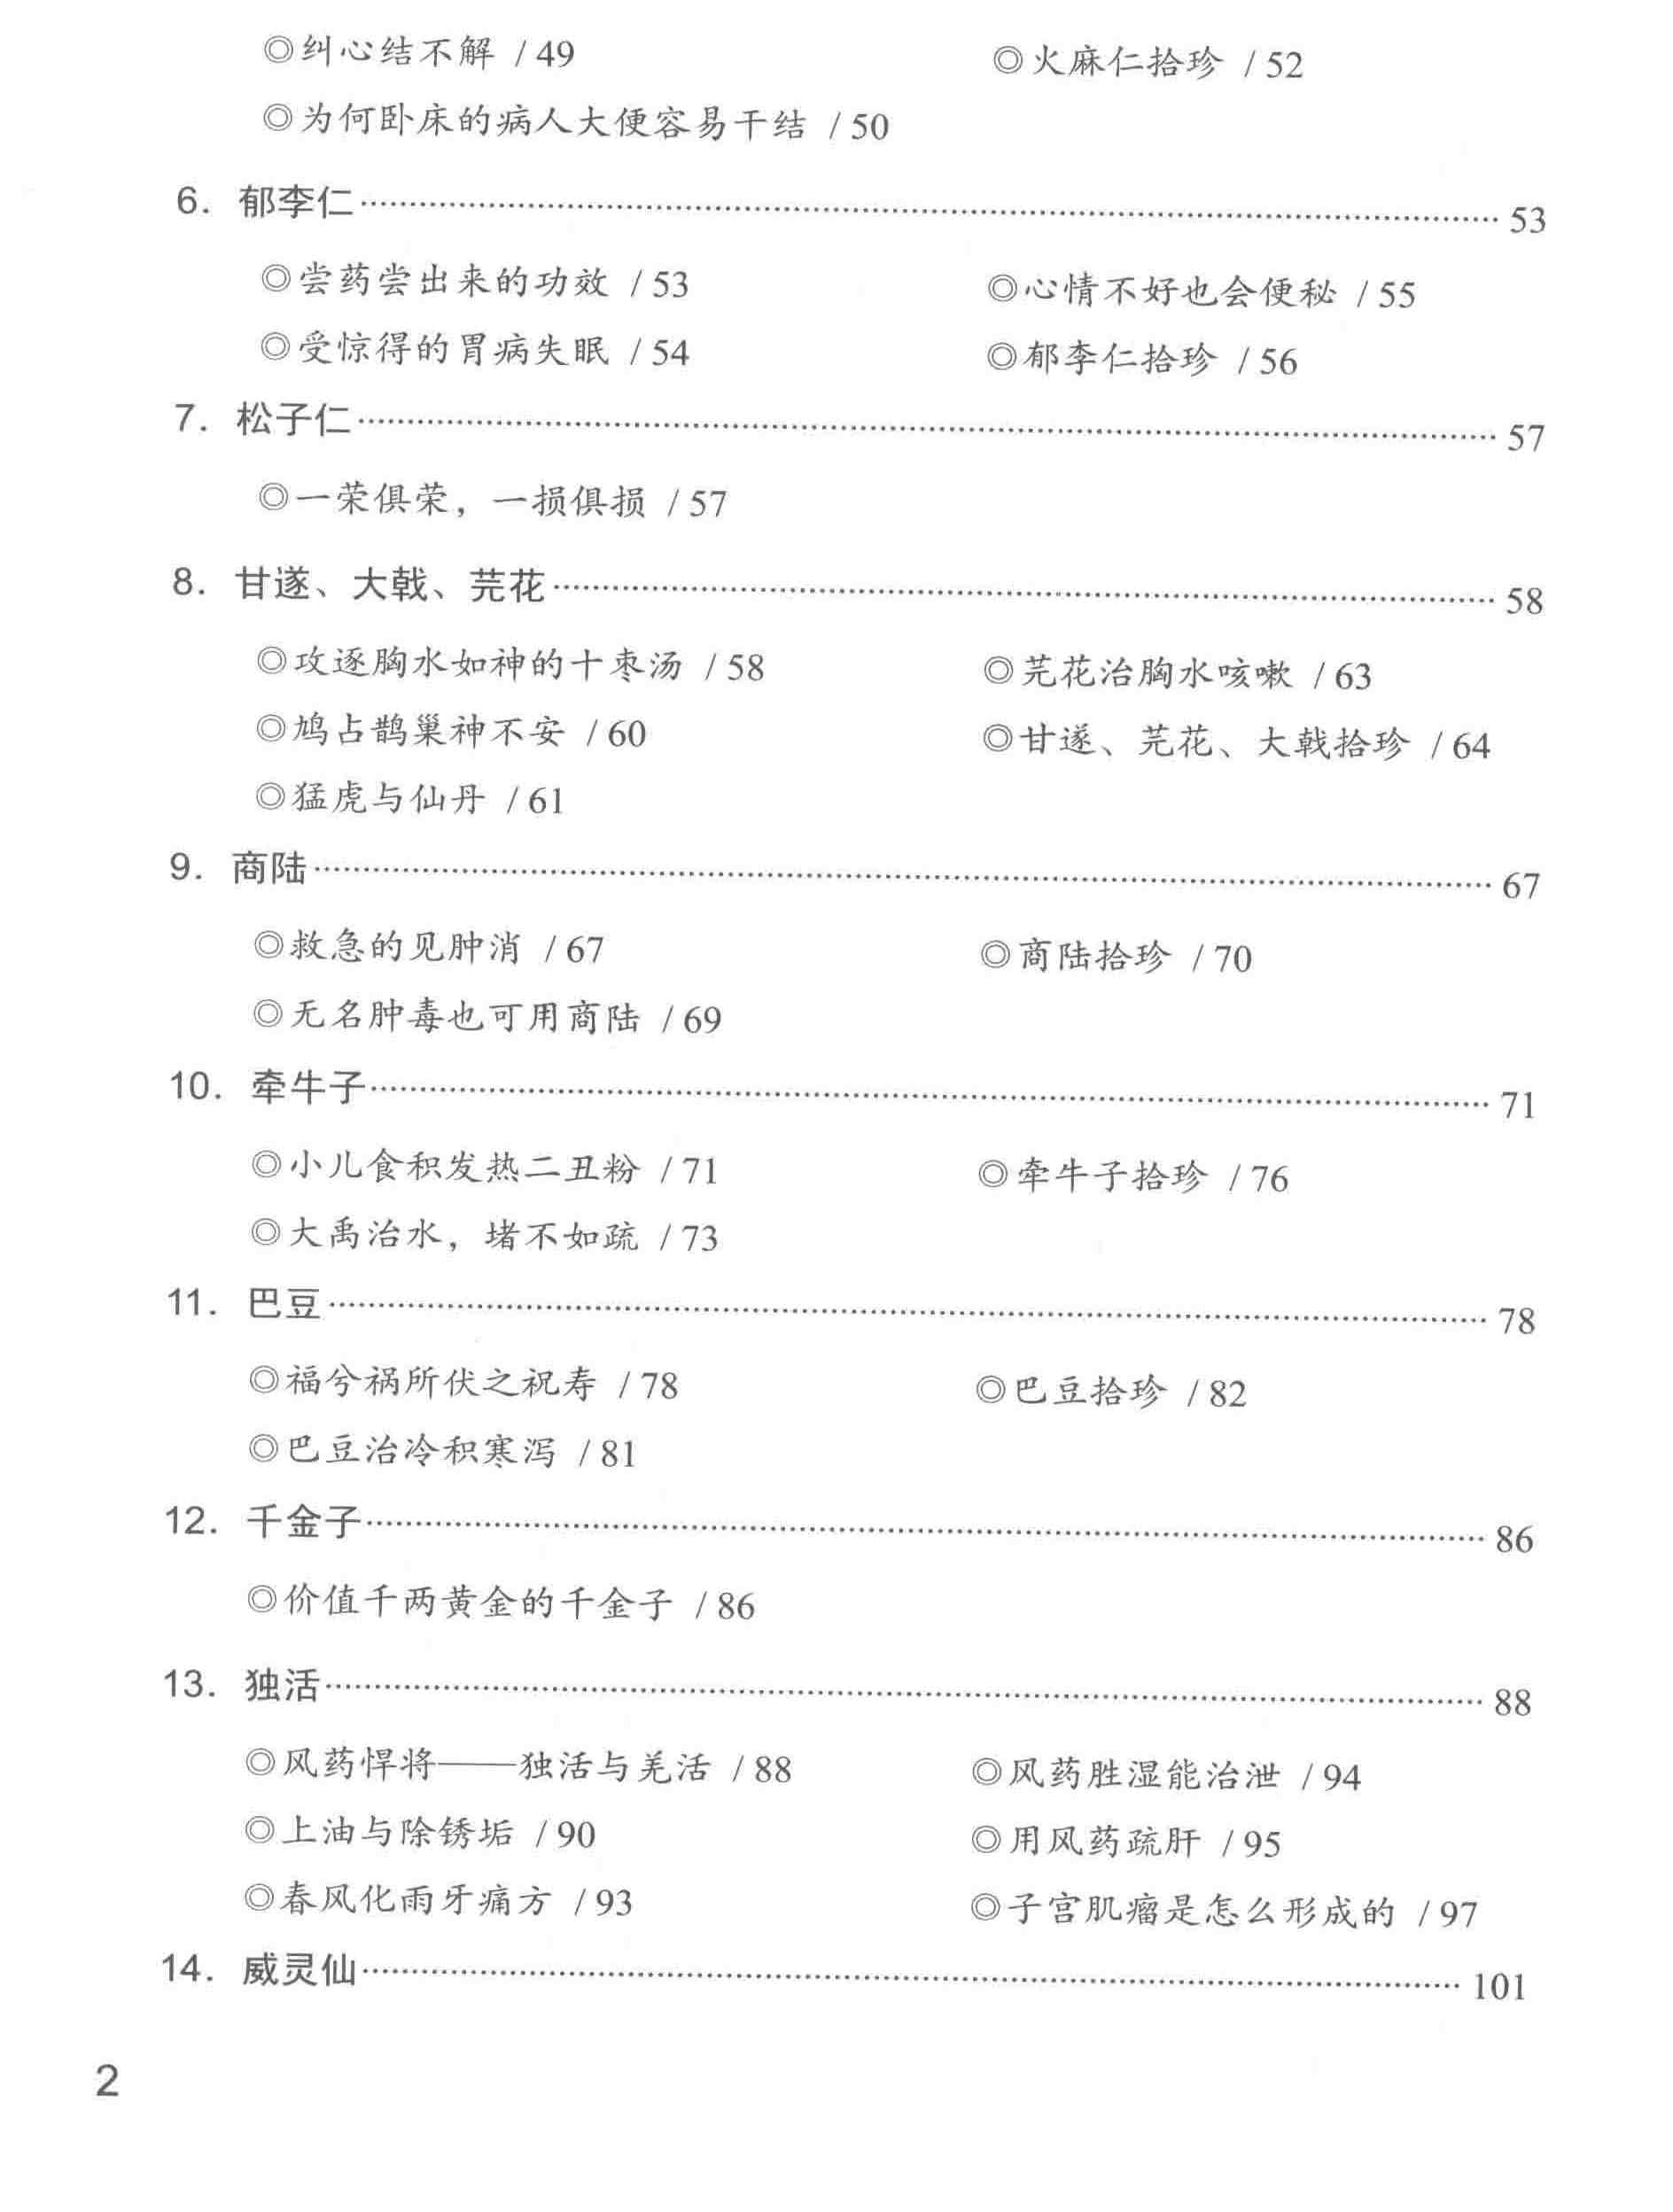 ◎纠心结不解 / 49 ◎火麻仁拾珍 / 52
◎为何卧床的病人大便容易干结 / 50
6. 郁李仁 53
◎尝药尝出来的功效 / 53 ◎心情不好也会便秘 / 55
◎受惊得的胃病失眠 / 54 ◎郁李仁拾珍 / 56
7. 松子仁 57
◎一荣俱荣，一损俱损 / 57
8. 甘遂、大戟、芫花 58
◎攻逐胸水如神的十枣汤 / 58 ◎芫花治胸水咳嗽 / 63
◎鸠占鹊巢神不安 / 60 ◎甘遂、芫花、大戟拾珍 / 64
◎猛虎与仙丹 / 61
9. 商陆 67
◎救急的见肿消 / 67 ◎商陆拾珍 / 70
◎无名肿毒也可用商陆 / 69
10. 牵牛子 71
◎小儿食积发热二丑粉 / 71 ◎牵牛子拾珍 / 76
◎大禹治水，堵不如疏 / 73
11. 巴豆 78
◎福兮祸所伏之祝寿 / 78 ◎巴豆拾珍 / 82
◎巴豆治冷积寒泻 / 81
12. 千金子 86
◎价值千两黄金的千金子 / 86
13. 独活 88
◎风药悍将——独活与羌活 / 88 ◎风药胜湿能治泄 / 94
◎上油与除锈垢 / 90 ◎用风药疏肝 / 95
◎春风化雨牙痛方 / 93 ◎子宫肌瘤是怎么形成的 / 97
14. 威灵仙 101
2